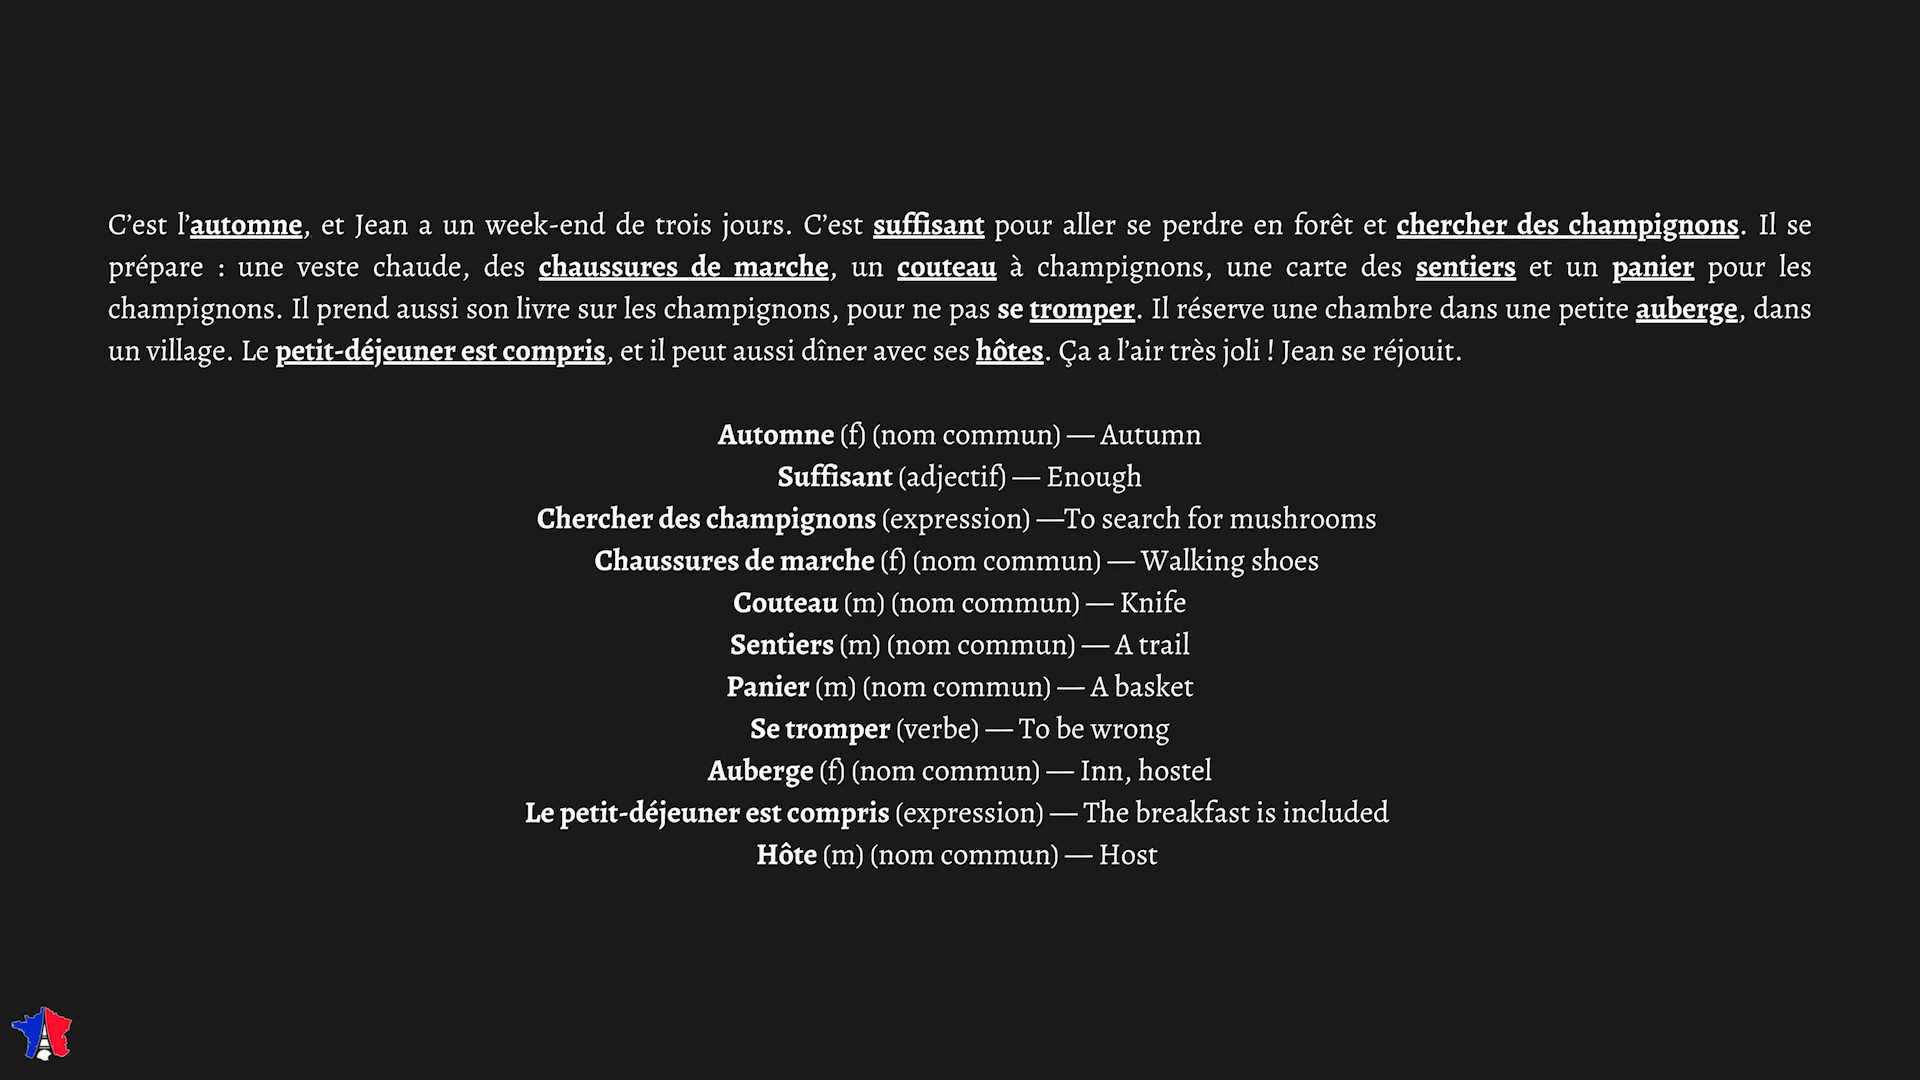 C’est l’automne, et Jean a un week-end de trois jours. C’est suffisant pour aller se perdre en forêt et chercher des champignons. Il se
prépare : une veste chaude, des chaussures de marche, un couteau à champignons, une carte des sentiers et un panier pour les
champignons. Il prend aussi son livre sur les champignons, pour ne pas se tromper. Il réserve une chambre dans une petite auberge, dans
un village. Le petit-déjeuner est compris, et il peut aussi dîner avec ses hôtes. Ça a l’air très joli ! Jean se réjouit.
Automne (f) (nom commun) — Autumn
Suffisant (adjectif) — Enough
Chercher des champignons (expression) —To search for mushrooms
Chaussures de marche (f) (nom commun) — Walking shoes
Couteau (m) (nom commun) — Knife
Sentiers (m) (nom commun) — A trail
Panier (m) (nom commun) — A basket
Se tromper (verbe) — To be wrong
Auberge (f) (nom commun) — Inn, hostel
Le petit-déjeuner est compris (expression) — The breakfast is included
Hôte (m) (nom commun) — Host